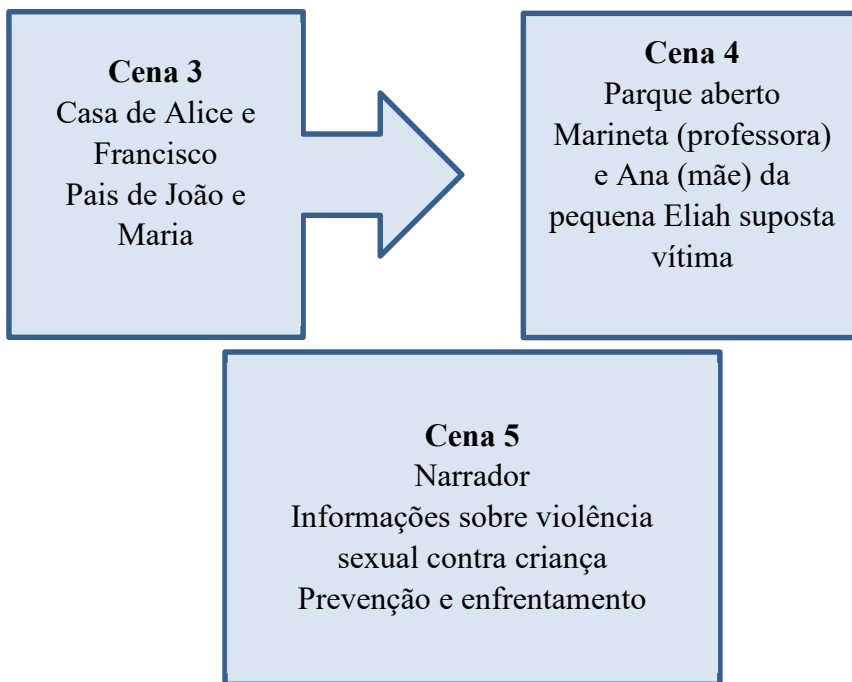 Cena 3
Casa de Alice e
Francisco
Pais de João e
Maria
Cena 4
Parque aberto
Marineta (professora)
e Ana (mãe) da
pequena Eliah suposta
vítima
Cena 5
Narrador
Informações sobre violência
sexual contra criança
Prevenção e enfrentamento